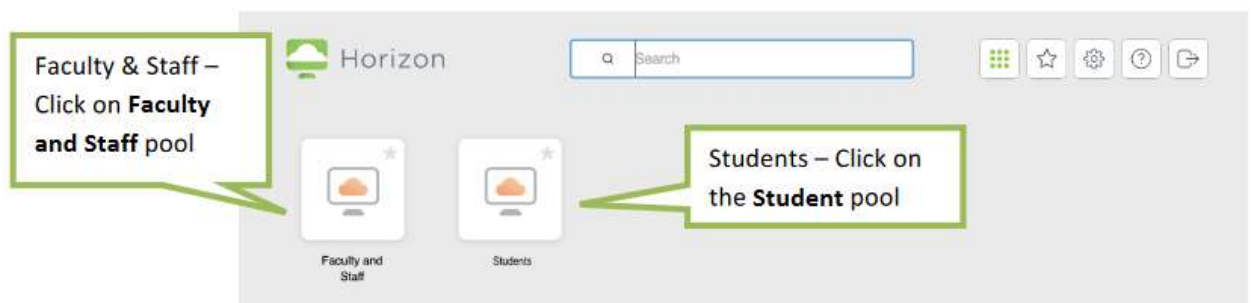 Faculty & Staff –
Click on Faculty
and Staff pool
Horizon
Search
Students – Click on
the Student pool
Faculty and
Staff
Students